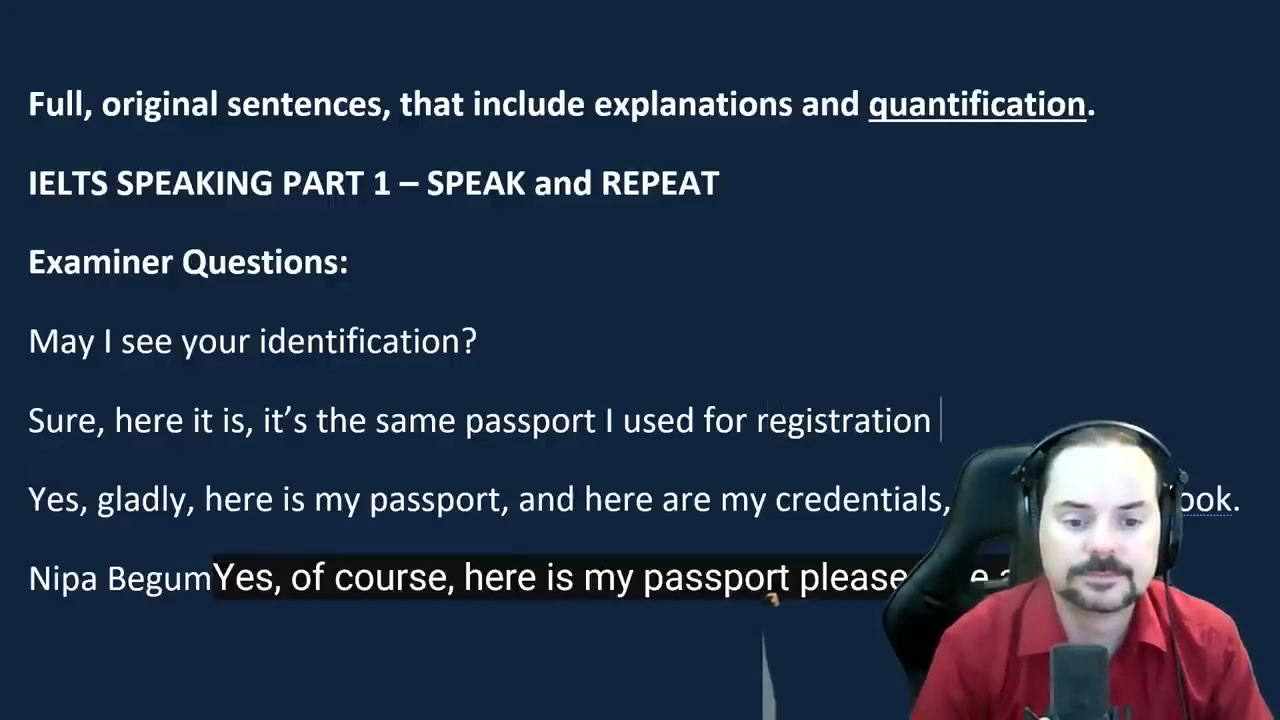 Full, original sentences, that include explanations and quantification.
IELTS SPEAKING PART 1 – SPEAK and REPEAT
Examiner Questions:
May I see your identification?
Sure, here it is, it’s the same passport I used for registration
Yes, gladly, here is my passport, and here are my credentials, ook.
Nipa BegumYes, of course, here is my passport please